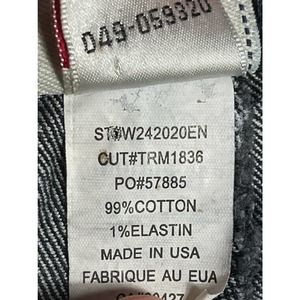 049-059320
ST#W242020EN
CUT#TRM1836
PO#57885
99%COTTON
1%ELASTIN
MADE IN USA
FABRIQUE AU EUA